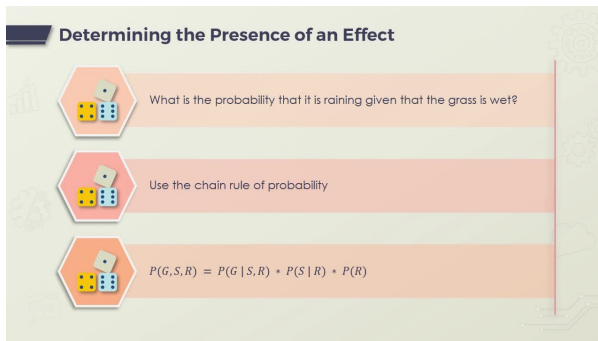 Determining the Presence of an Effect
What is the probability that it is raining given that the grass is wet?
Use the chain rule of probability
P(G,S,R) = P(G | S,R) * P(S | R) * P(R)